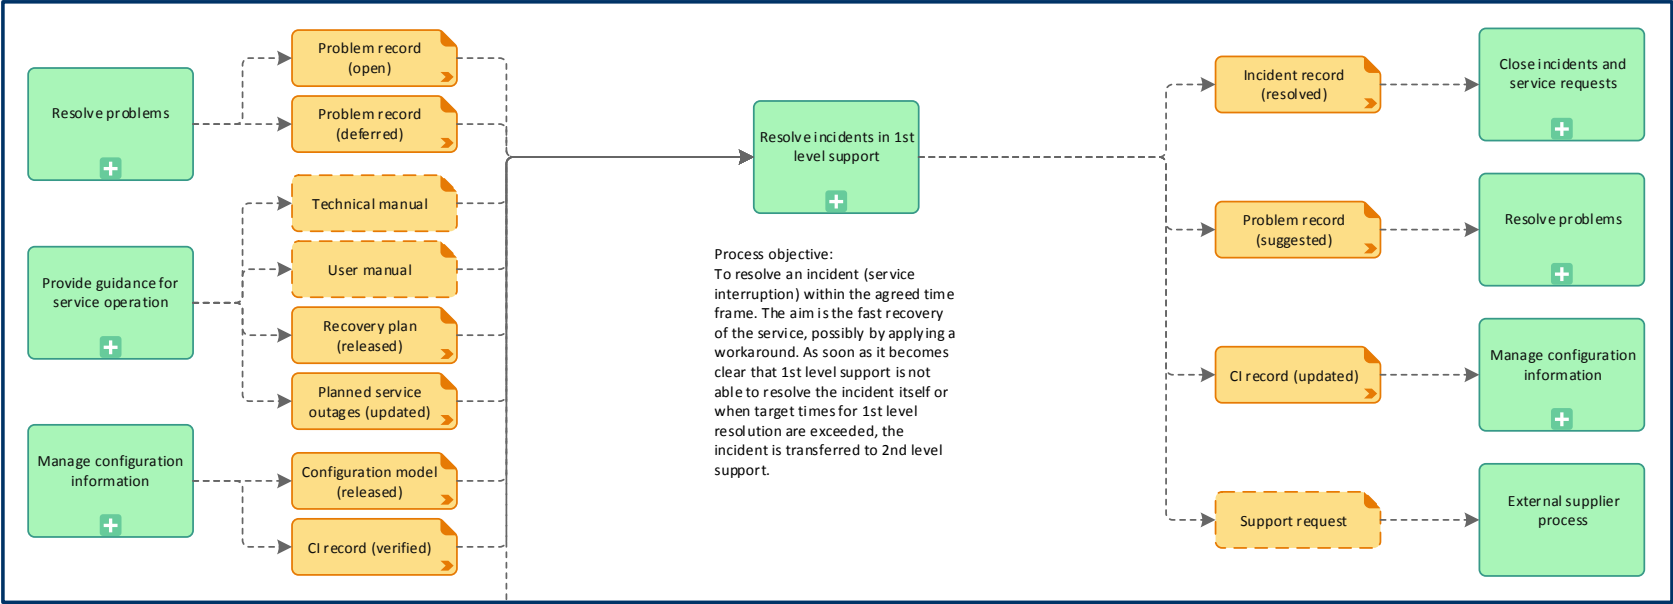 Resolve problems
Problem record
(open)
Problem record
(deferred)
Provide guidance for
service operation
Technical manual
User manual
Recovery plan
(released)
Planned service
outages (updated)
Manage configuration
information
Configuration model
(released)
CI record (verified)
Resolve incidents in 1st
level support
Process objective:
To resolve an incident (service
interruption) within the agreed time
frame. The aim is the fast recovery
of the service, possibly by applying a
workaround. As soon as it becomes
clear that 1st level support is not
able to resolve the incident itself or
when target times for 1st level
resolution are exceeded, the
incident is transferred to 2nd level
support.
Incident record
(resolved)
Close incidents and
service requests
Problem record
(suggested)
Resolve problems
CI record (updated)
Manage configuration
information
Support request
External supplier
process